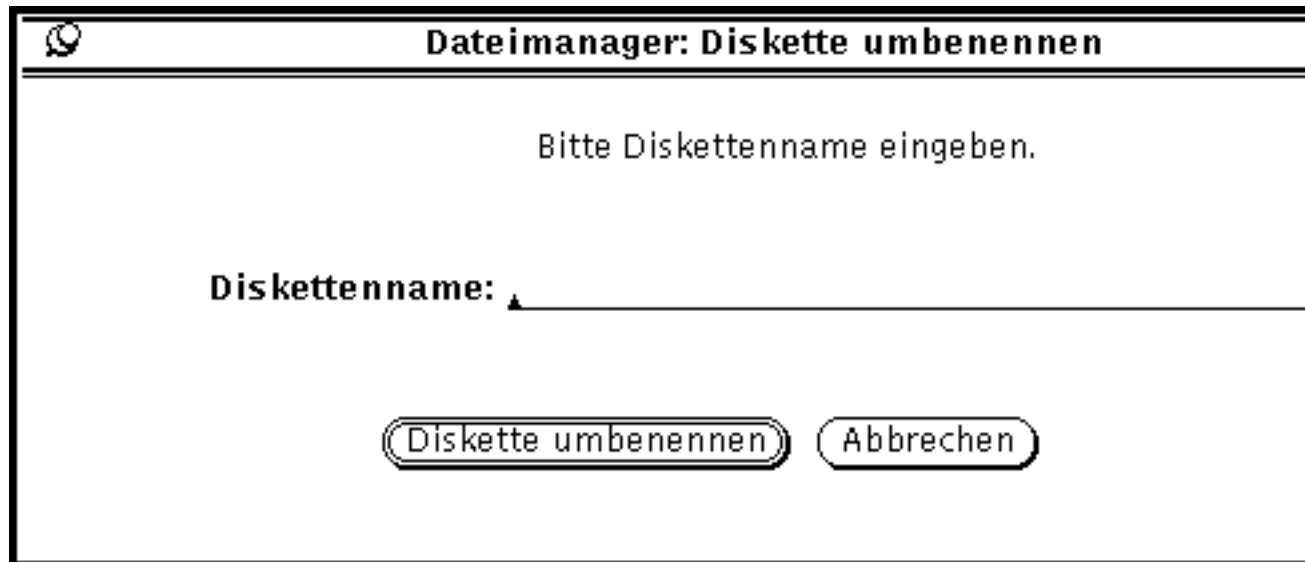 Dateimanager: Diskette umbenennen
Bitte Diskettenname eingeben.
Diskettenname:
Diskette umbenennen Abbrechen